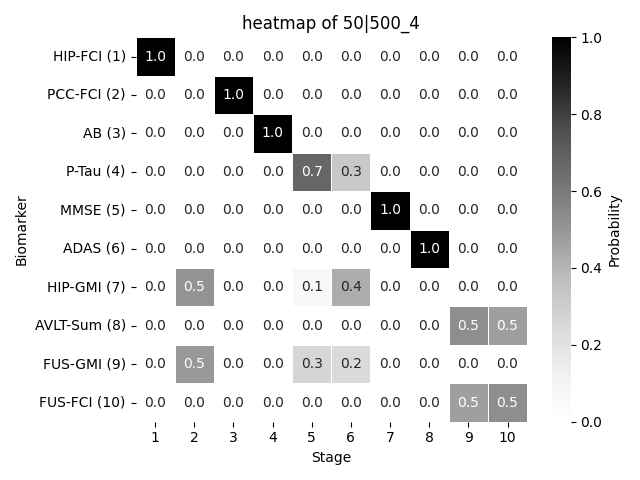 heatmap of 50|500_4
HIP-FCI (1) 1.0 0.0 0.0 0.0 0.0 0.0 0.0 0.0 0.0 0.0
PCC-FCI (2) 0.0 0.0 1.0 0.0 0.0 0.0 0.0 0.0 0.0 0.0
AB (3) 0.0 0.0 0.0 1.0 0.0 0.0 0.0 0.0 0.0 0.0
P-Tau (4) 0.0 0.0 0.0 0.0 0.7 0.3 0.0 0.0 0.0 0.0
MMSE (5) 0.0 0.0 0.0 0.0 0.0 0.0 1.0 0.0 0.0 0.0
ADAS (6) 0.0 0.0 0.0 0.0 0.0 0.0 0.0 1.0 0.0 0.0
HIP-GMI (7) 0.0 0.5 0.0 0.0 0.1 0.4 0.0 0.0 0.0 0.0
AVLT-Sum (8) 0.0 0.0 0.0 0.0 0.0 0.0 0.0 0.0 0.5 0.5
FUS-GMI (9) 0.0 0.5 0.0 0.0 0.3 0.2 0.0 0.0 0.0 0.0
FUS-FCI (10) 0.0 0.0 0.0 0.0 0.0 0.0 0.0 0.0 0.5 0.5
1 2 3 4 5 6 7 8 9 10
Stage
Biomarker
1.0
0.8
0.6
0.4
0.2
0.0
Probability